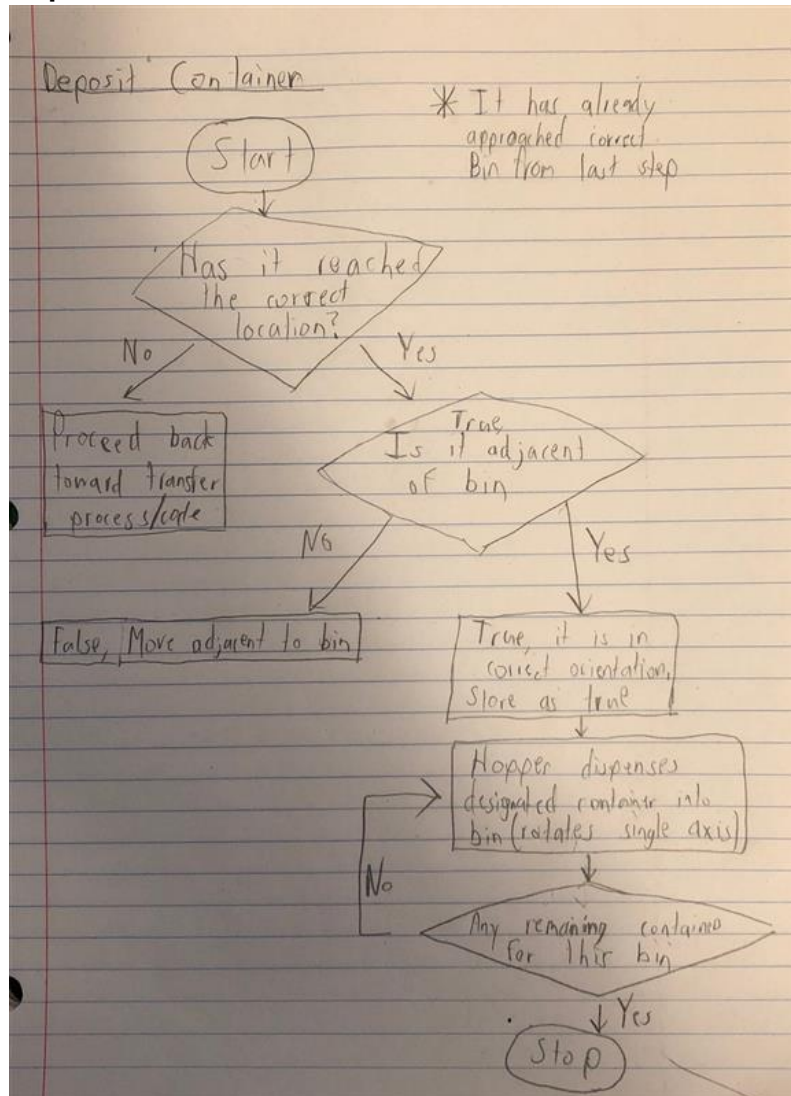 Deposit Container
* It has already
approached correct
Bin from last step
Start
Has it reached
the correct
location?
No
Yes
Proceed back
toward transfer
process/code
True,
Is it adjacent
of bin
No
Yes
False, Move adjacent to bin
True, it is in
correct orientation,
Store as true
Hopper dispenses
designated container into
bin (rotates single axis)
No
Any remaining
for this bin
Yes
Stop